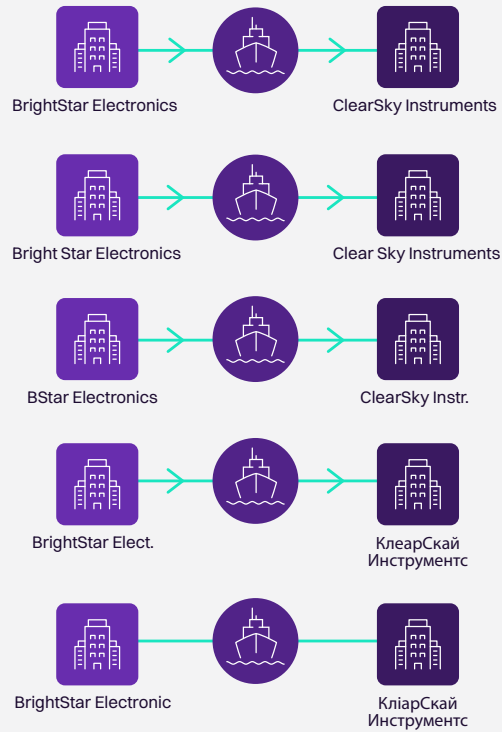 BrightStar Electronics
ClearSky Instruments
Bright Star Electronics
Clear Sky Instruments
BStar Electronics
ClearSky Instr.
BrightStar Elect.
КлеарСкай
Инструментс
BrightStar Electronic
КліарСкай
Инструментс